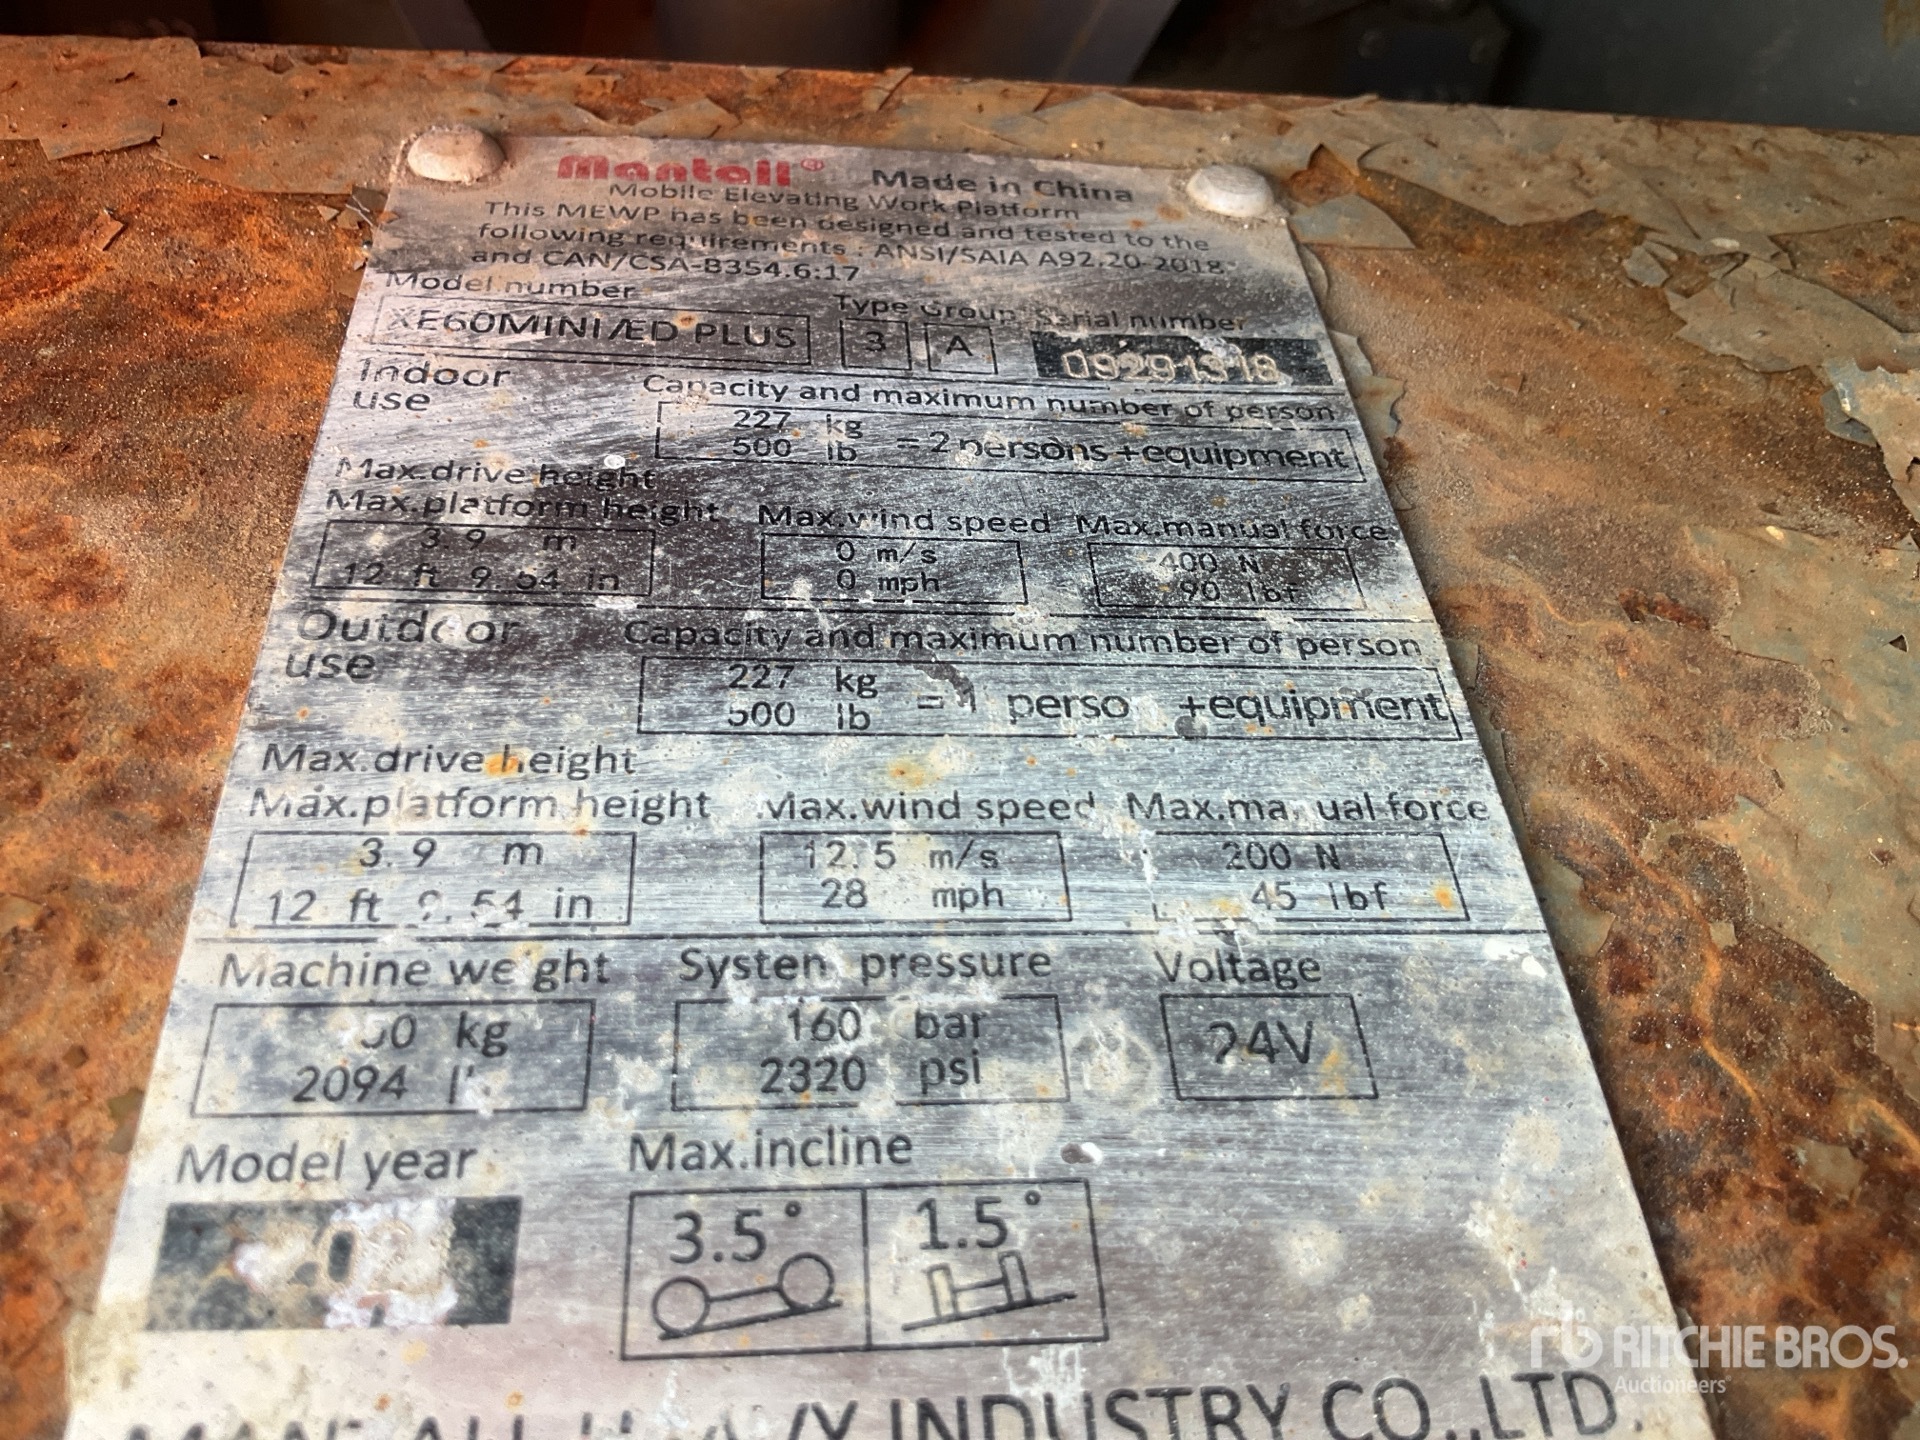 Mantall® Made in China
Mobile Elevating Work Platform
This MEWP has been designed and tested to the
following requirements : ANSI/SAIA A92.20-2018
and CAN/CSA-B354.6:17
Model number Type Group Serial number
XE60MINI/ED PLUS 3 A 09291318
Indoor use
Capacity and maximum number of person
227 kg
500 lb
= 2 persons+equipment
Max.drive height
Max.platform height Max.wind speed Max.manual force
3.9 m 0 m/s 400 N
12 ft 9.54 in 0 mph 90 lbf
Outdoor use
Capacity and maximum number of person
227 kg
500 lb
= 1 perso +equipment
Max.drive height
Max.platform height Max.wind speed Max.manual force
3.9 m 12.5 m/s 200 N
12 ft 9.54 in 28 mph 45 lbf
Machine weight System pressure Voltage
kg 160 bar 24V
2094 2320 psi
Model year Max.incline
3.5° 1.5°
INDUSTRY CO.,LTD.
rb RITCHIE BROS.
Auctioneers